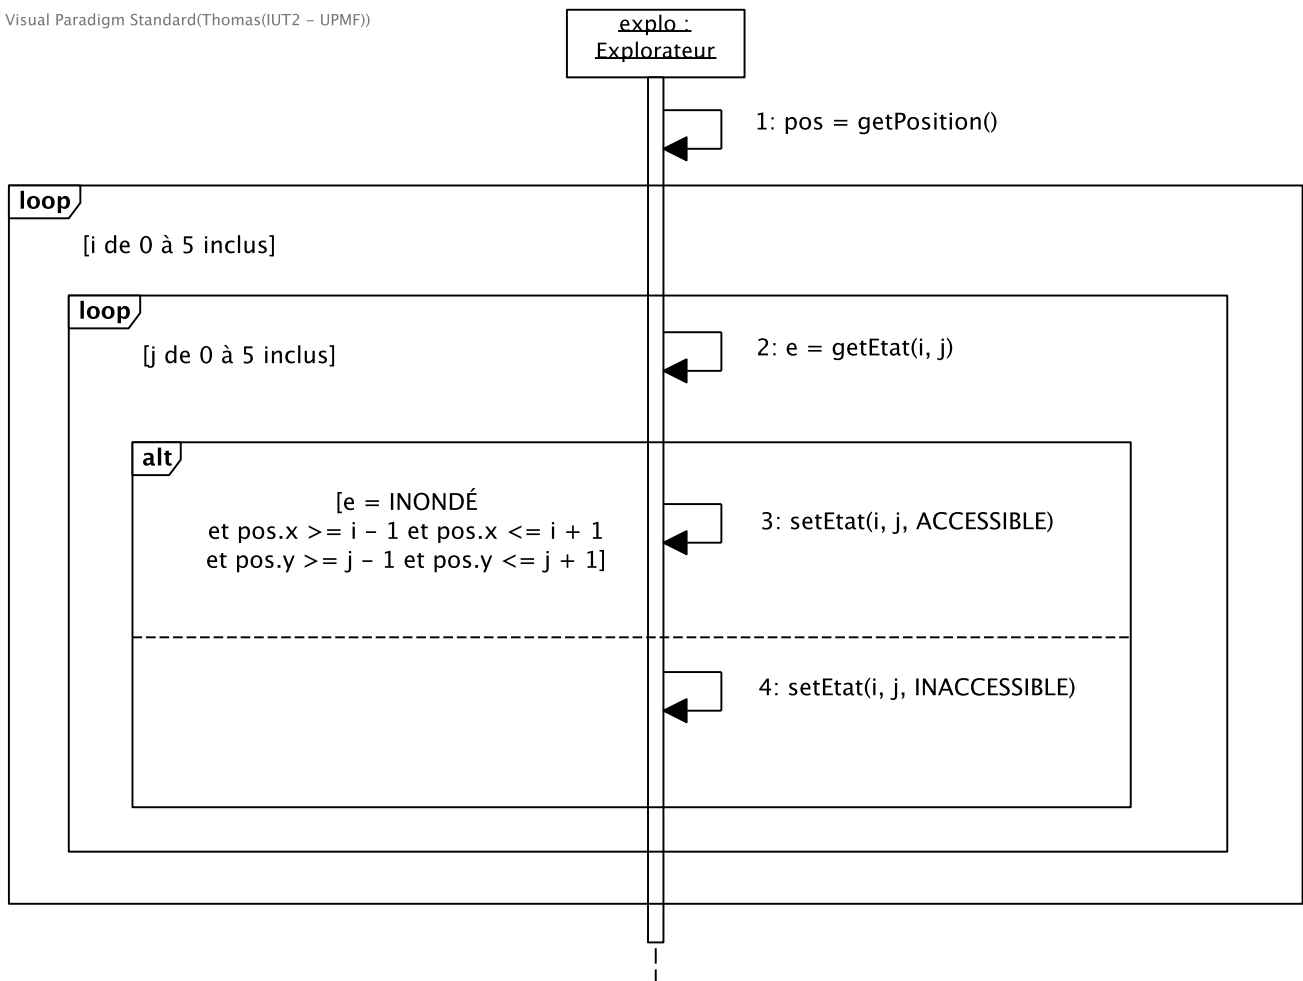 Visual Paradigm Standard(Thomas(IUT2 - UPMF))
explo :
Explorateur
1: pos = getPosition()
loop
[i de 0 à 5 inclus]
loop
[j de 0 à 5 inclus]
2: e = getEtat(i, j)
alt
[e = INONDÉ
et pos.x >= i - 1 et pos.x <= i + 1
et pos.y >= j - 1 et pos.y <= j + 1]
3: setEtat(i, j, ACCESSIBLE)
4: setEtat(i, j, INACCESSIBLE)